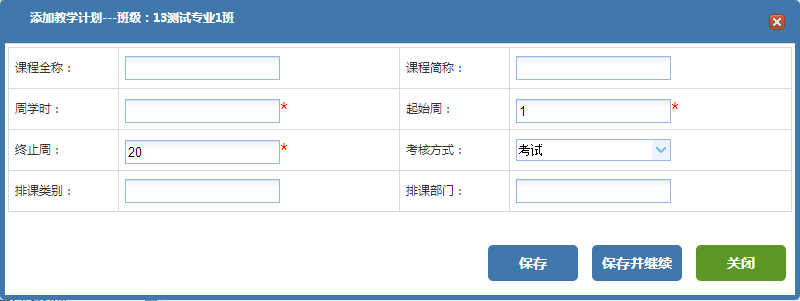 添加教学计划---班级：13测试专业1班
课程全称： 课程简称：
周学时： * 起始周： 1 *
终止周： 20 * 考核方式： 考试
排课类别： 排课部门：
保存 保存并继续 关闭